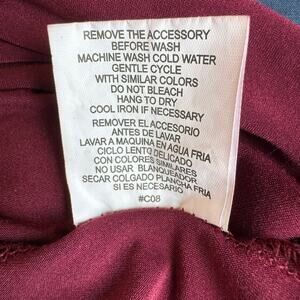 REMOVE THE ACCESSORY
BEFORE WASH
MACHINE WASH COLD WATER
GENTLE CYCLE
WITH SIMILAR COLORS
DO NOT BLEACH
HANG TO DRY
COOL IRON IF NECESSARY
REMOVER EL ACCESORIO
ANTES DE LAVAR
LAVAR A MAQUINA EN AGUA FRIA
CICLO LENTO DELICADO
CON COLORES SIMILARES
NO USAR BLANQUEADOR
SECAR COLGADO PLANCHA FRIA
SI ES NECESARIO
#C08